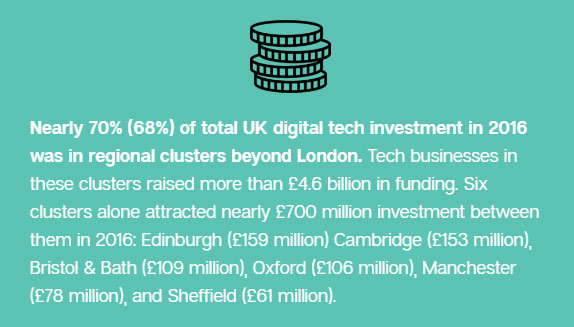 Nearly 70% (68%) of total UK digital tech investment in 2016
was in regional clusters beyond London. Tech businesses in
these clusters raised more than £4.6 billion in funding. Six
clusters alone attracted nearly £700 million investment between
them in 2016: Edinburgh (£159 million) Cambridge (£153 million),
Bristol & Bath (£109 million), Oxford (£106 million), Manchester
(£78 million), and Sheffield (£61 million).